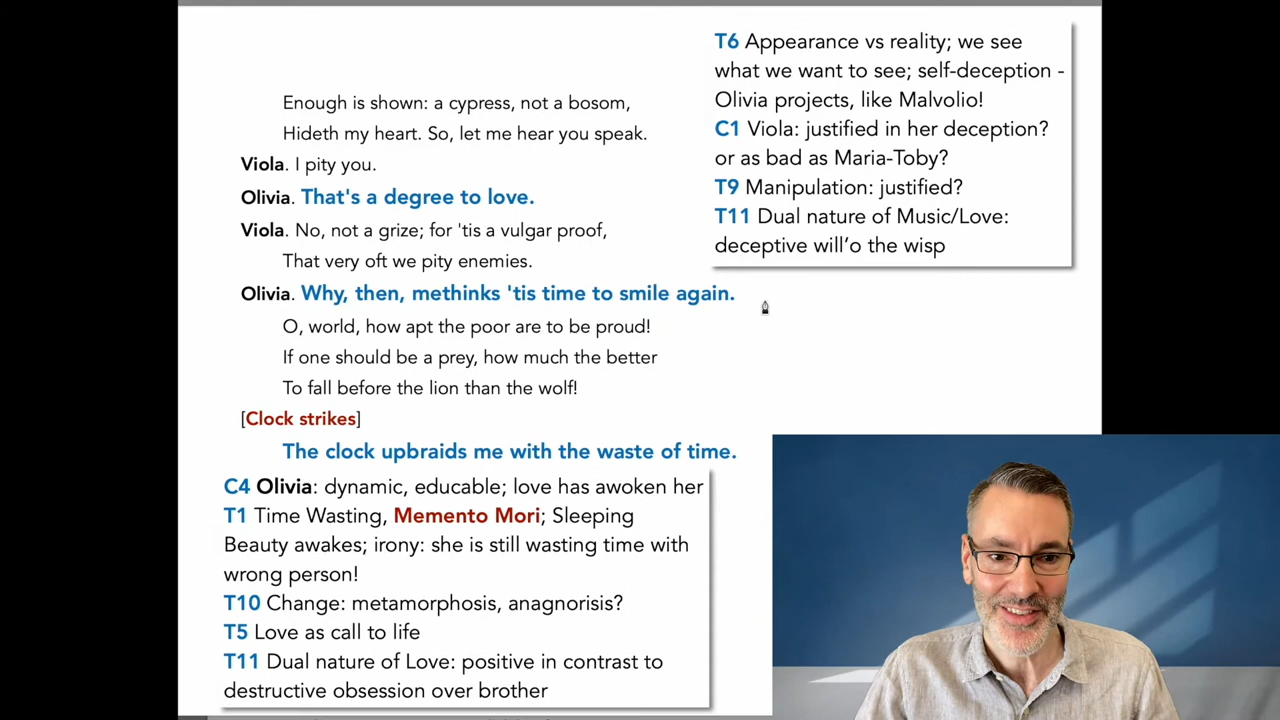 Enough is shown: a cypress, not a bosom,
Hideth my heart. So, let me hear you speak.
Viola. I pity you.
Olivia. That's a degree to love.
Viola. No, not a grize; for 'tis a vulgar proof,
That very oft we pity enemies.
Olivia. Why, then, methinks 'tis time to smile again.
O, world, how apt the poor are to be proud!
If one should be a prey, how much the better
To fall before the lion than the wolf!
[Clock strikes]
The clock upbraids me with the waste of time.
C4 Olivia: dynamic, educable; love has awoken her
T1 Time Wasting, Memento Mori; Sleeping
Beauty awakes; irony: she is still wasting time with
wrong person!
T10 Change: metamorphosis, anagnorisis?
T5 Love as call to life
T11 Dual nature of Love: positive in contrast to
destructive obsession over brother
T6 Appearance vs reality; we see
what we want to see; self-deception -
Olivia projects, like Malvolio!
C1 Viola: justified in her deception?
or as bad as Maria-Toby?
T9 Manipulation: justified?
T11 Dual nature of Music/Love:
deceptive will’o the wisp